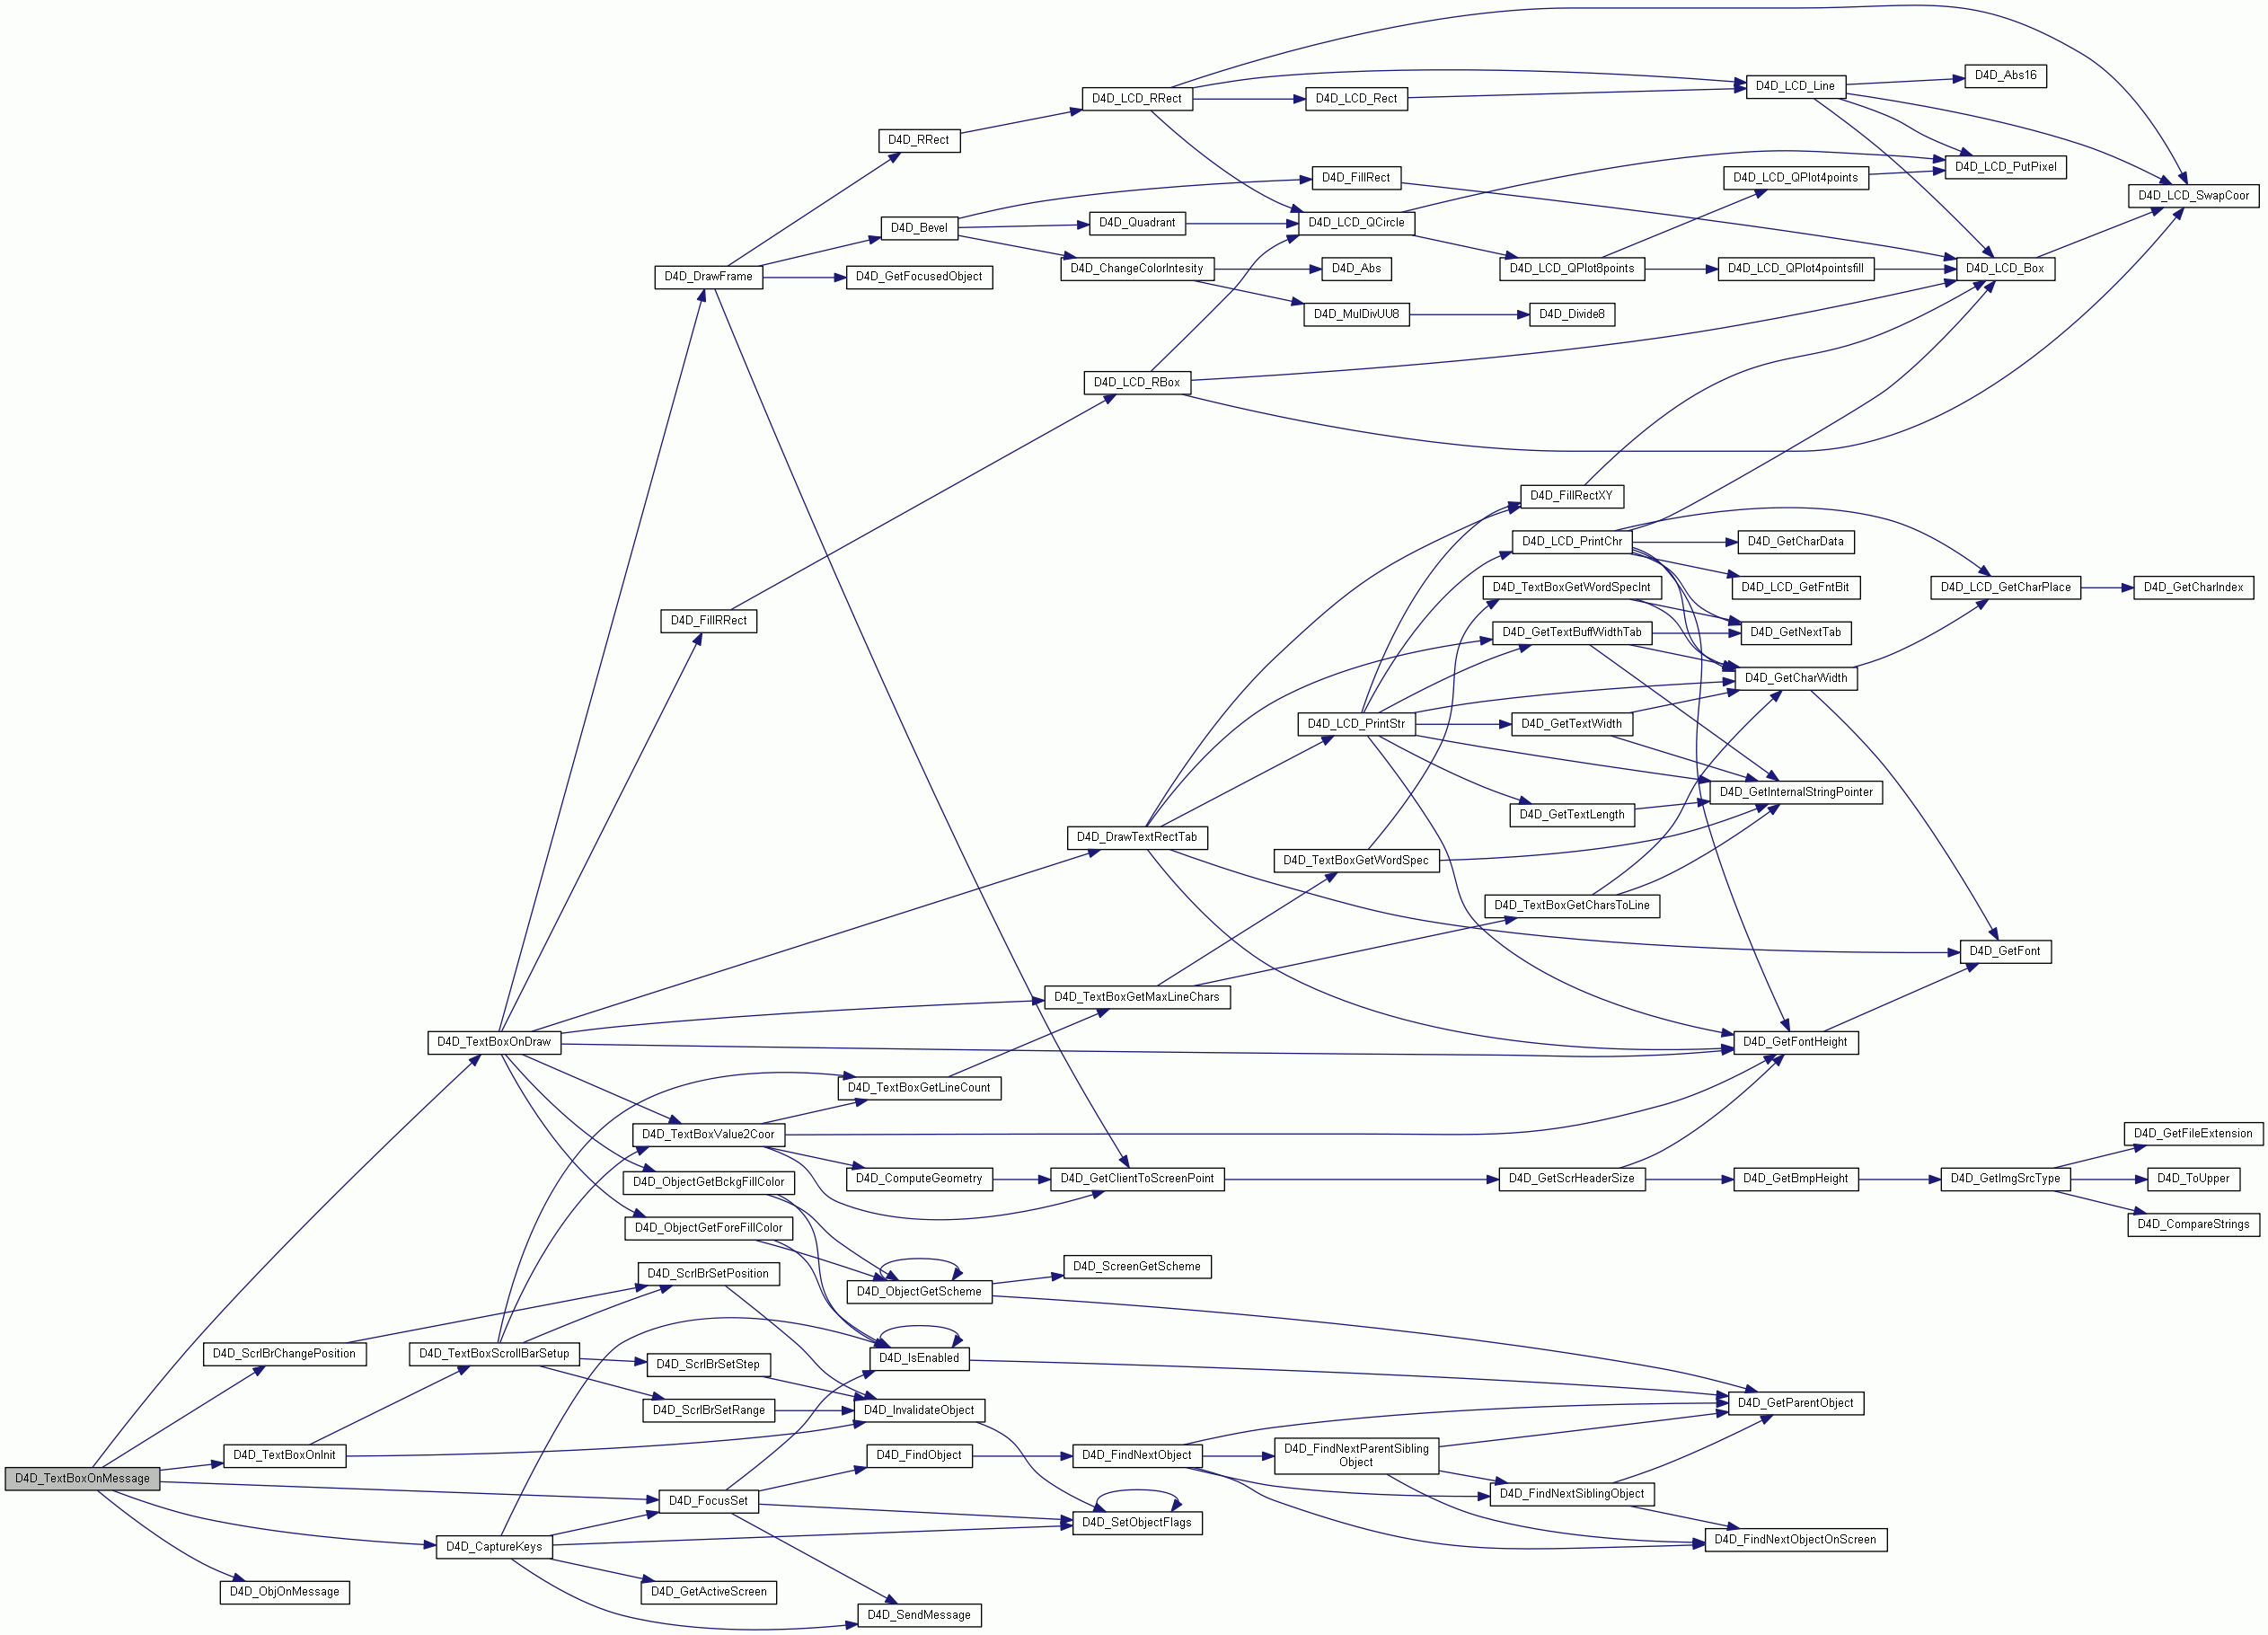 D4D_Abs16
D4D_LCD_Line
D4D_LCD_RRect
D4D_LCD_Rect
D4D_RRect
D4D_LCD_PutPixel
D4D_FillRect
D4D_LCD_QPlot4points
D4D_LCD_SwapCoor
D4D_Bevel
D4D_Quadrant
D4D_LCD_QCircle
D4D_ChangeColorIntesity
D4D_Abs
D4D_LCD_QPlot8points
D4D_LCD_QPlot4pointsfill
D4D_LCD_Box
D4D_DrawFrame
D4D_GetFocusedObject
D4D_MulDivUU8
D4D_Divide8
D4D_LCD_RBox
D4D_FillRectXY
D4D_LCD_PrintChr
D4D_GetCharData
D4D_TextBoxGetWordSpecInt
D4D_LCD_GetFntBit
D4D_LCD_GetCharPlace
D4D_GetCharIndex
D4D_FillRRect
D4D_GetTextBuffWidthTab
D4D_GetNextTab
D4D_GetCharWidth
D4D_LCD_PrintStr
D4D_GetTextWidth
D4D_GetInternalStringPointer
D4D_GetTextLength
D4D_DrawTextRectTab
D4D_TextBoxGetWordSpec
D4D_TextBoxGetCharsToLine
D4D_GetFont
D4D_TextBoxGetMaxLineChars
D4D_TextBoxOnDraw
D4D_GetFontHeight
D4D_TextBoxGetLineCount
D4D_TextBoxValue2Coor
D4D_GetFileExtension
D4D_ObjectGetBckgFillColor
D4D_ComputeGeometry
D4D_GetClientToScreenPoint
D4D_GetScrHeaderSize
D4D_GetBmpHeight
D4D_GetImgSrcType
D4D_ToUpper
D4D_ObjectGetForeFillColor
D4D_CompareStrings
D4D_ScrlBrSetPosition
D4D_ObjectGetScheme
D4D_ScreenGetScheme
D4D_ScrlBrChangePosition
D4D_TextBoxScrollBarSetup
D4D_ScrlBrSetStep
D4D_IsEnabled
D4D_ScrlBrSetRange
D4D_InvalidateObject
D4D_GetParentObject
D4D_TextBoxOnInit
D4D_FindObject
D4D_FindNextObject
D4D_FindNextParentSibling
Object
D4D_TextBoxOnMessage
D4D_FocusSet
D4D_FindNextSiblingObject
D4D_SetObjectFlags
D4D_CaptureKeys
D4D_FindNextObjectOnScreen
D4D_ObjOnMessage
D4D_GetActiveScreen
D4D_SendMessage